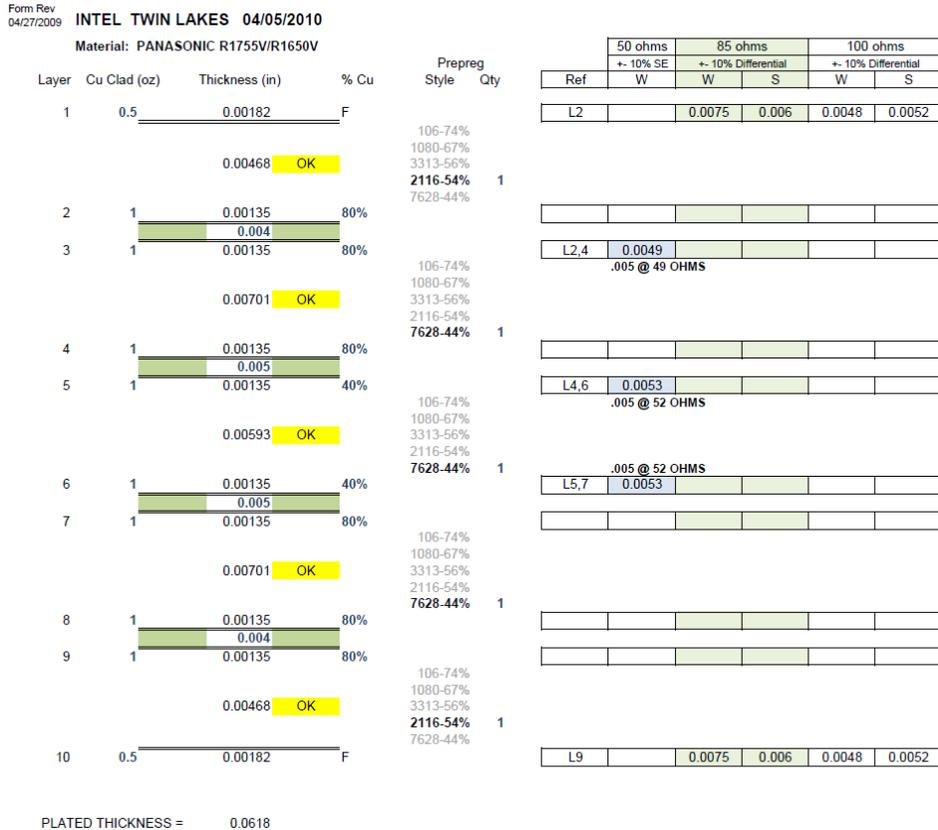 Form Rev
04/27/2009 INTEL TWIN LAKES 04/05/2010
Material: PANASONIC R1755V/R1650V
50 ohms 85 ohms 100 ohms
Prepreg +- 10% SE +- 10% Differential +- 10% Differential
Layer Cu Clad (oz) Thickness (in) % Cu Style Qty Ref W W S W S
1 0.5 0.00182 F L2 0.0075 0.006 0.0048 0.0052
106-74%
1080-67%
0.00468 OK 3313-56%
2116-54% 1
7628-44%
2 1 0.00135 80%
0.004
3 1 0.00135 80% L2,4 0.0049
106-74% .005 @ 49 OHMS
1080-67%
0.00701 OK 3313-56%
2116-54%
7628-44% 1
4 1 0.00135 80%
0.005
5 1 0.00135 40% L4,6 0.0053
106-74% .005 @ 52 OHMS
1080-67%
0.00593 OK 3313-56%
2116-54%
7628-44% 1 .005 @ 52 OHMS
6 1 0.00135 40% L5,7 0.0053
0.005
7 1 0.00135 80%
106-74%
1080-67%
0.00701 OK 3313-56%
2116-54%
7628-44% 1
8 1 0.00135 80%
0.004
9 1 0.00135 80%
106-74%
1080-67%
0.00468 OK 3313-56%
2116-54% 1
7628-44%
10 0.5 0.00182 F L9 0.0075 0.006 0.0048 0.0052
PLATED THICKNESS = 0.0618